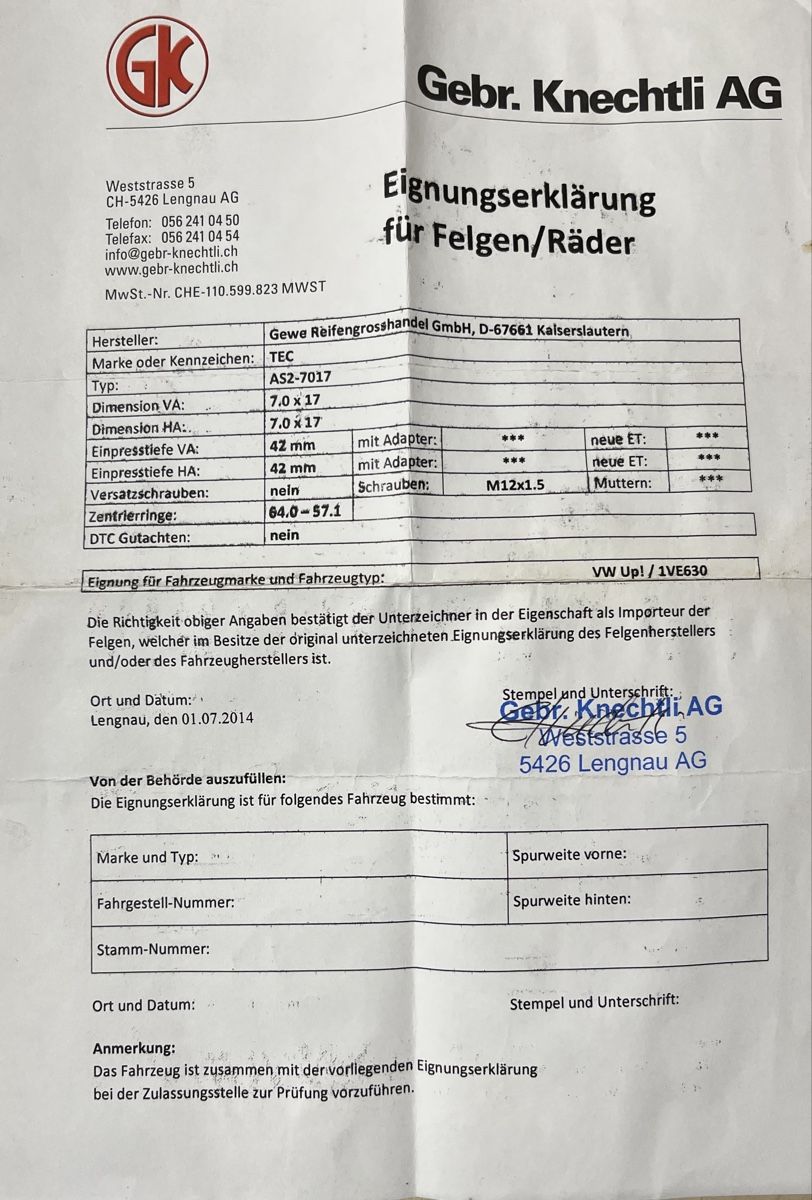 GK
Gebr. Knechtli AG
Weststrasse 5
CH-5426 Lengnau AG
Telefon: 056 241 04 50
Telefax: 056 241 04 54
info@gebr-knechtli.ch
www.gebr-knechtli.ch
MwSt.-Nr. CHE-110.599.823 MWST
Eignungserklärung
für Felgen/Räder
Hersteller: Gewe Reifengrosshandel GmbH, D-67661 Kaiserslautern
Marke oder Kennzeichen: TEC
Typ: AS2-7017
Dimension VA: 7.0 x 17
Dimension HA: 7.0 x 17
Einpresstiefe VA: 42 mm mit Adapter: *** neue ET: ***
Einpresstiefe HA: 42 mm mit Adapter: *** neue ET: ***
Versatzschrauben: nein Schrauben: M12x1.5 Muttern: ***
Zentrierringe: 64.0 – 57.1
DTC Gutachten: nein
Eignung für Fahrzeugmarke und Fahrzeugtyp: VW Up! / 1VE630
Die Richtigkeit obiger Angaben bestätigt der Unterzeichner in der Eigenschaft als Importeur der
Felgen, welcher im Besitze der original unterzeichneten Eignungserklärung des Felgenherstellers
und/oder des Fahrzeugherstellers ist.
Ort und Datum:
Lengnau, den 01.07.2014
Stempel und Unterschrift:
Gebr. Knechtli AG
Weststrasse 5
5426 Lengnau AG
Von der Behörde auszufüllen:
Die Eignungserklärung ist für folgendes Fahrzeug bestimmt:
Marke und Typ: Spurweite vorne:
Fahrgestell-Nummer: Spurweite hinten:
Stamm-Nummer:
Ort und Datum: Stempel und Unterschrift:
Anmerkung:
Das Fahrzeug ist zusammen mit der vorliegenden Eignungserklärung
bei der Zulassungsstelle zur Prüfung vorzuführen.